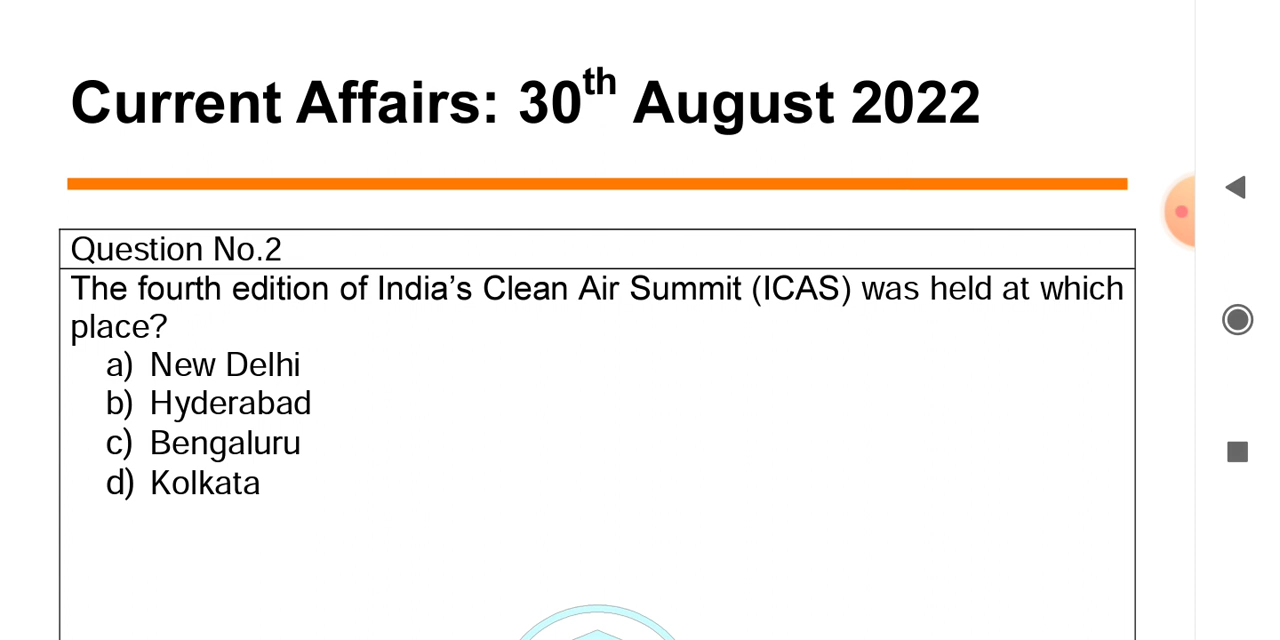 Current Affairs: 30th August 2022
Question No.2
The fourth edition of India’s Clean Air Summit (ICAS) was held at which
place?
a) New Delhi
b) Hyderabad
c) Bengaluru
d) Kolkata